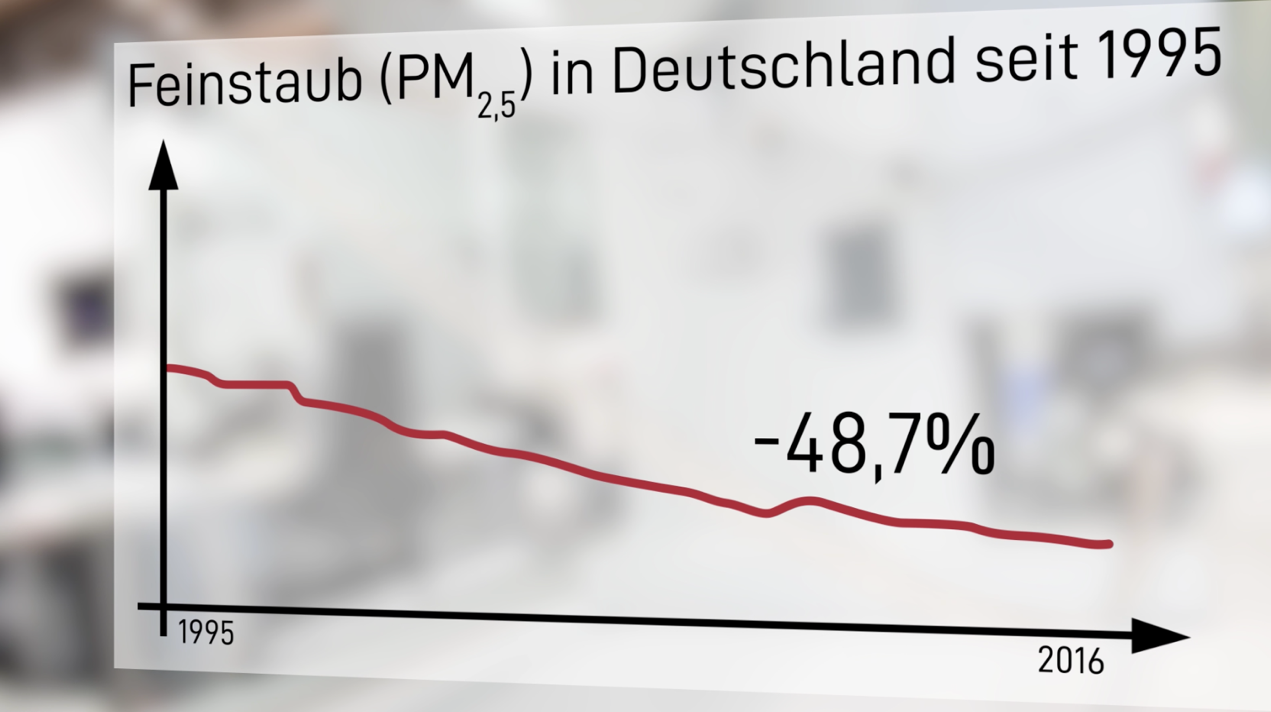 Feinstaub (PM2,5) in Deutschland seit 1995
-48,7%
1995
2016